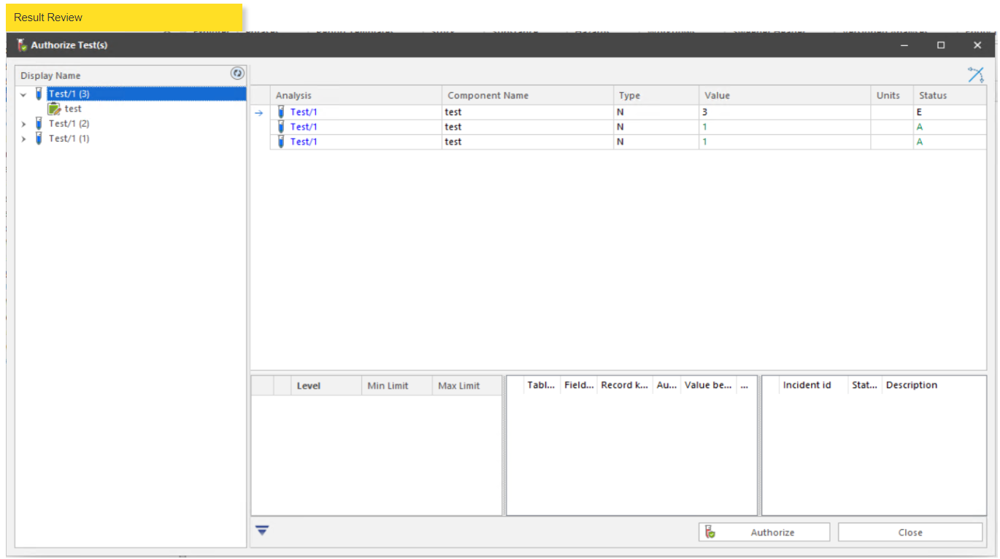 Result Review
Authorize Test(s)
Display Name
Test/1 (3)
test
Test/1 (2)
Test/1 (1)
Analysis Component Name Type Value Units Status
Test/1 test N 3 E
Test/1 test N 1 A
Test/1 test N 1 A
Level Min Limit Max Limit
Tabl... Field... Record k... Au... Value be... ...
Incident id Stat... Description
Authorize Close